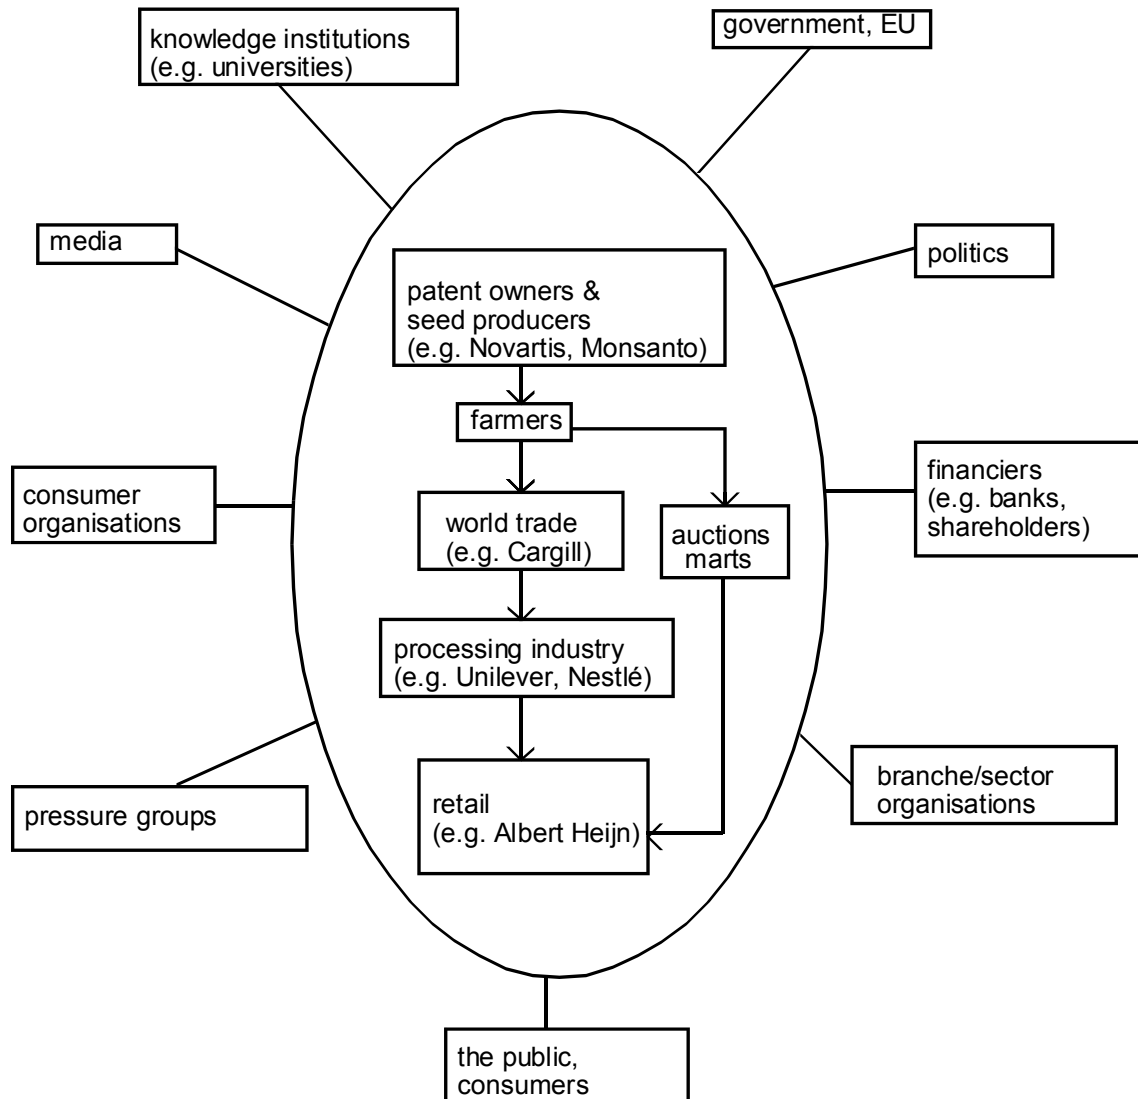 knowledge institutions
(e.g. universities)
government, EU
media
politics
patent owners &
seed producers
(e.g. Novartis, Monsanto)
farmers
consumer
organisations
financiers
(e.g. banks,
shareholders)
world trade
(e.g. Cargill)
auctions
marts
processing industry
(e.g. Unilever, Nestlé)
retail
(e.g. Albert Heijn)
pressure groups
branche/sector
organisations
the public,
consumers